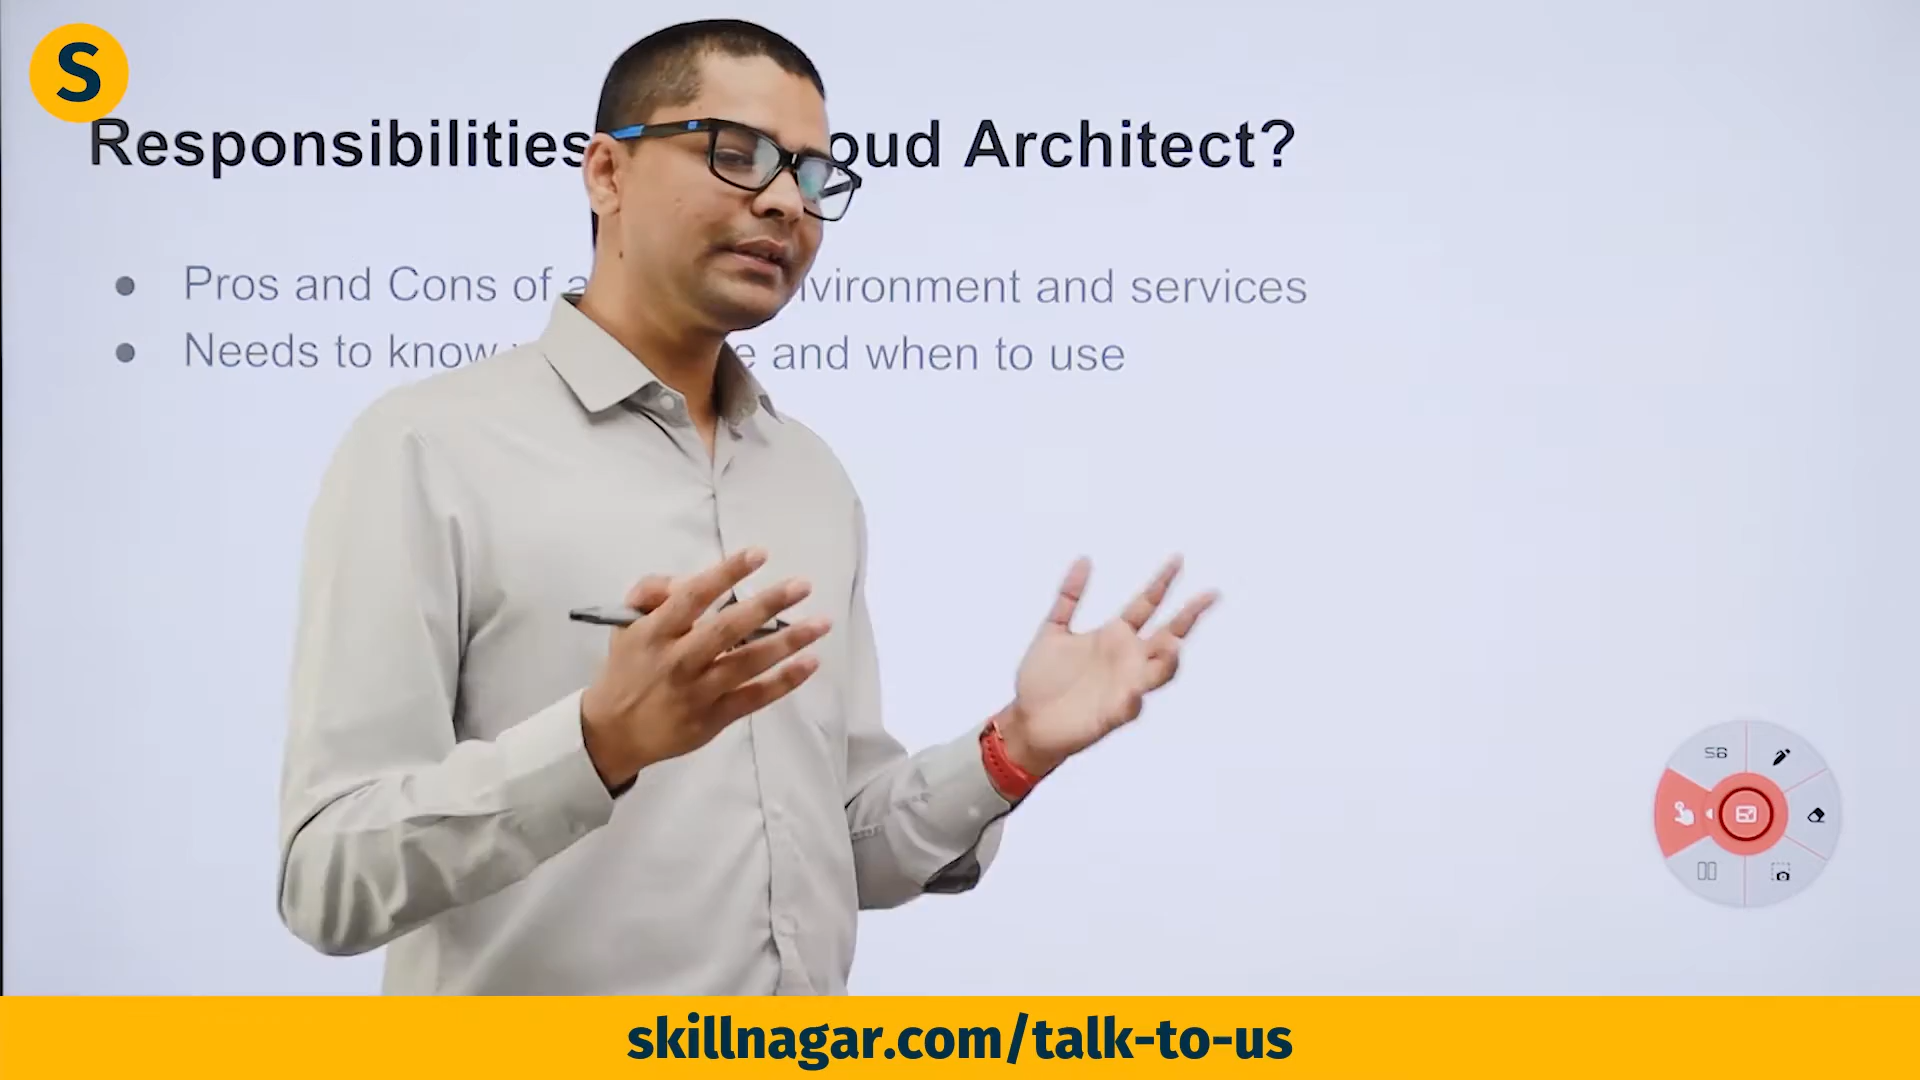 S
Responsibilities oud Architect?
Pros and Cons of a vironment and services
Needs to know and when to use
skillnagar.com/talk-to-us